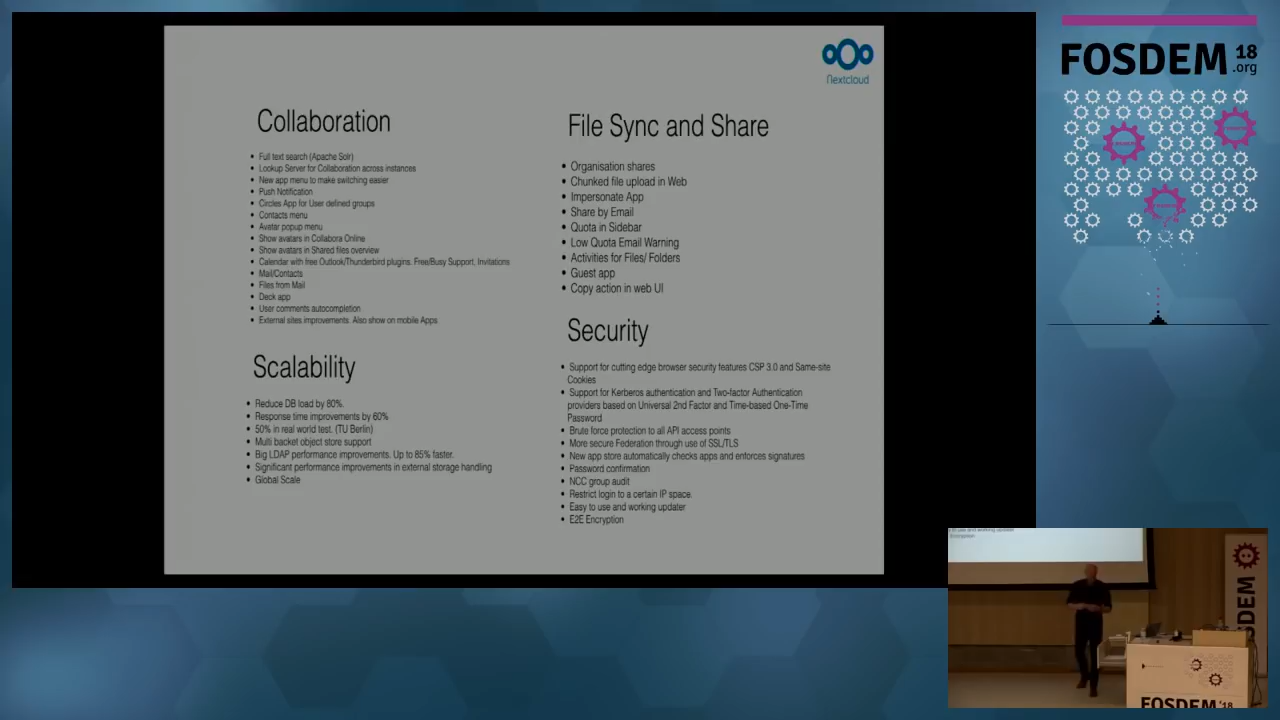 Nextcloud
Collaboration
• Full text search (Apache Solr)
• Lookup Server for Collaboration across instances
• New app menu to make switching easier
• Push Notification
• Circles App for User defined groups
• Contacts menu
• Avatar popup menu
• Show avatars in Collabora Online
• Show avatars in Shared files overview
• Calendar with free Outlook/Thunderbird plugins. Free/Busy Support, Invitations
• Mail/Contacts
• Files from Mail
• Deck app
• User comments autocompletion
• External sites improvements. Also show on mobile Apps
Scalability
• Reduce DB load by 80%.
• Response time improvements by 60%
• 50% in real world test. (TU Berlin)
• Multi backet object store support
• Big LDAP performance improvements. Up to 85% faster.
• Significant performance improvements in external storage handling
• Global Scale
File Sync and Share
• Organisation shares
• Chunked file upload in Web
• Impersonate App
• Share by Email
• Quota in Sidebar
• Low Quota Email Warning
• Activities for Files/ Folders
• Guest app
• Copy action in web UI
Security
• Support for cutting edge browser security features CSP 3.0 and Same-site
Cookies
• Support for Kerberos authentication and Two-factor Authentication
providers based on Universal 2nd Factor and Time-based One-Time
Password
• Brute force protection to all API access points
• More secure Federation through use of SSL/TLS
• New app store automatically checks apps and enforces signatures
• Password confirmation
• NCC group audit
• Restrict login to a certain IP space.
• Easy to use and working updater
• E2E Encryption
FOSDEM 18
.org
FOSDEM
FOSDEM '18